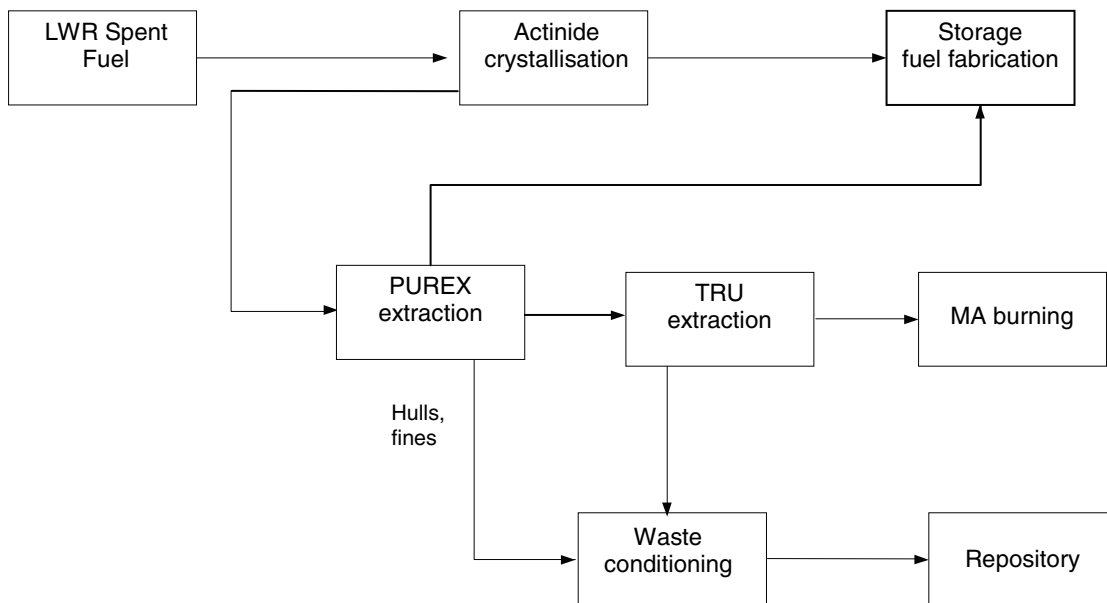 LWR Spent
Fuel
Actinide
crystallisation
Storage
fuel fabrication
PUREX
extraction
TRU
extraction
MA burning
Hulls,
fines
Waste
conditioning
Repository